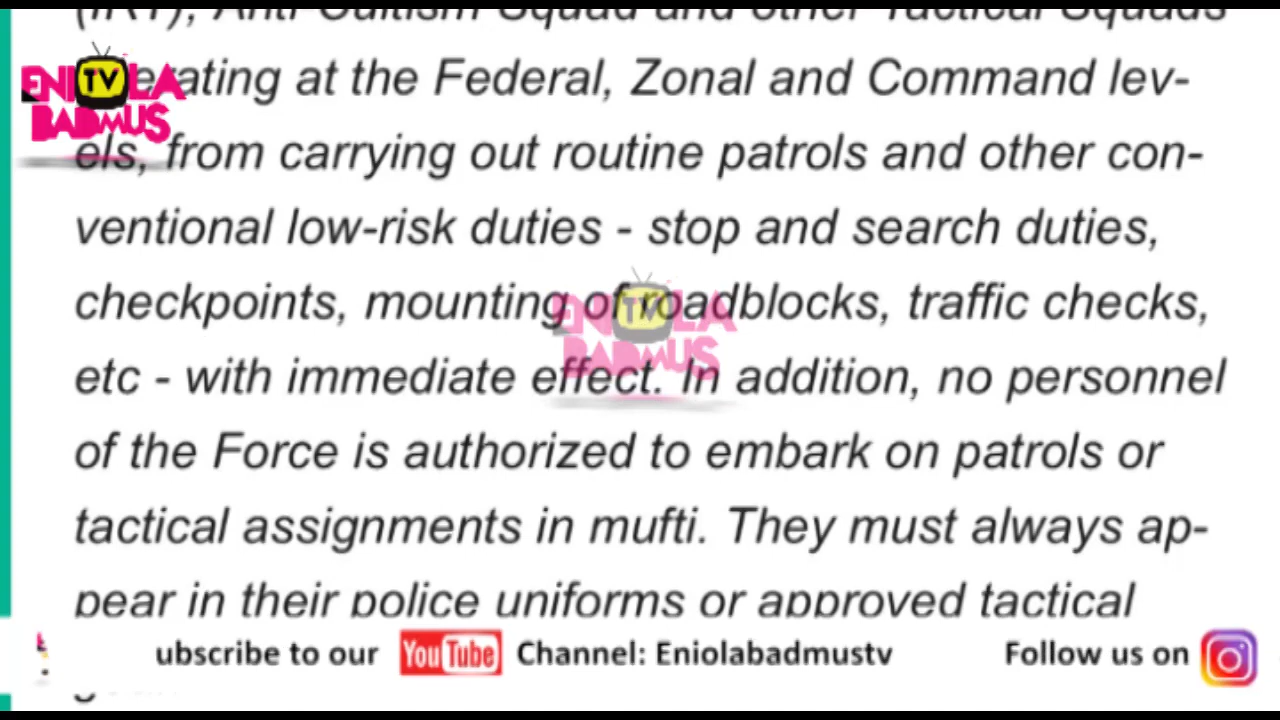 (IRT), Anti-Cultism Squad and other Tactical Squads
erating at the Federal, Zonal and Command lev-
els, from carrying out routine patrols and other con-
ventional low-risk duties - stop and search duties,
checkpoints, mounting of roadblocks, traffic checks,
etc - with immediate effect. In addition, no personnel
of the Force is authorized to embark on patrols or
tactical assignments in mufti. They must always ap-
pear in their police uniforms or approved tactical
ENIOLA TV
BADMUS
ENIOLA TV
BADMUS
ubscribe to our YouTube Channel: Eniolabadmustv Follow us on